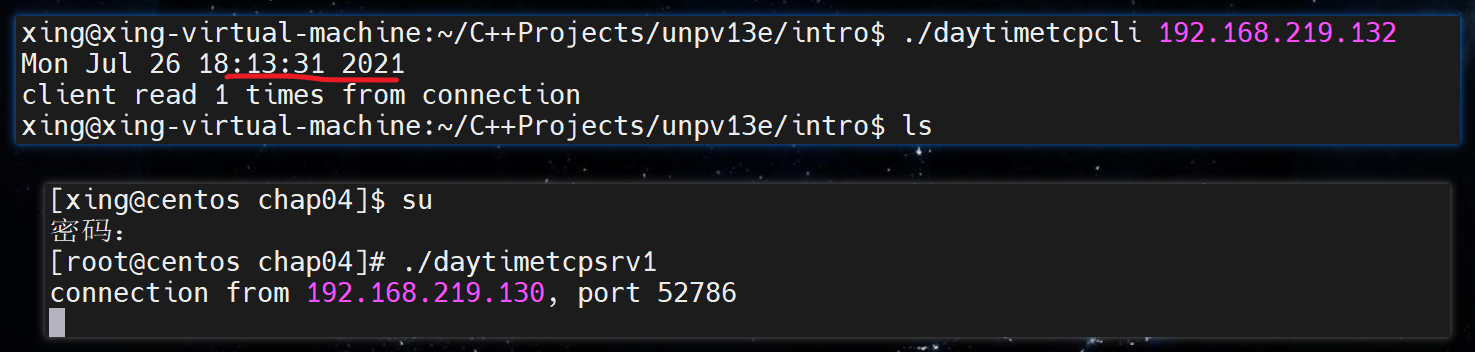 xing@xing-virtual-machine:~/C++Projects/unpv13e/intro$ ./daytimetcpcli 192.168.219.132
Mon Jul 26 18:13:31 2021
client read 1 times from connection
xing@xing-virtual-machine:~/C++Projects/unpv13e/intro$ ls
[xing@centos chap04]$ su
密码：
[root@centos chap04]# ./daytimetcpsrv1
connection from 192.168.219.130, port 52786